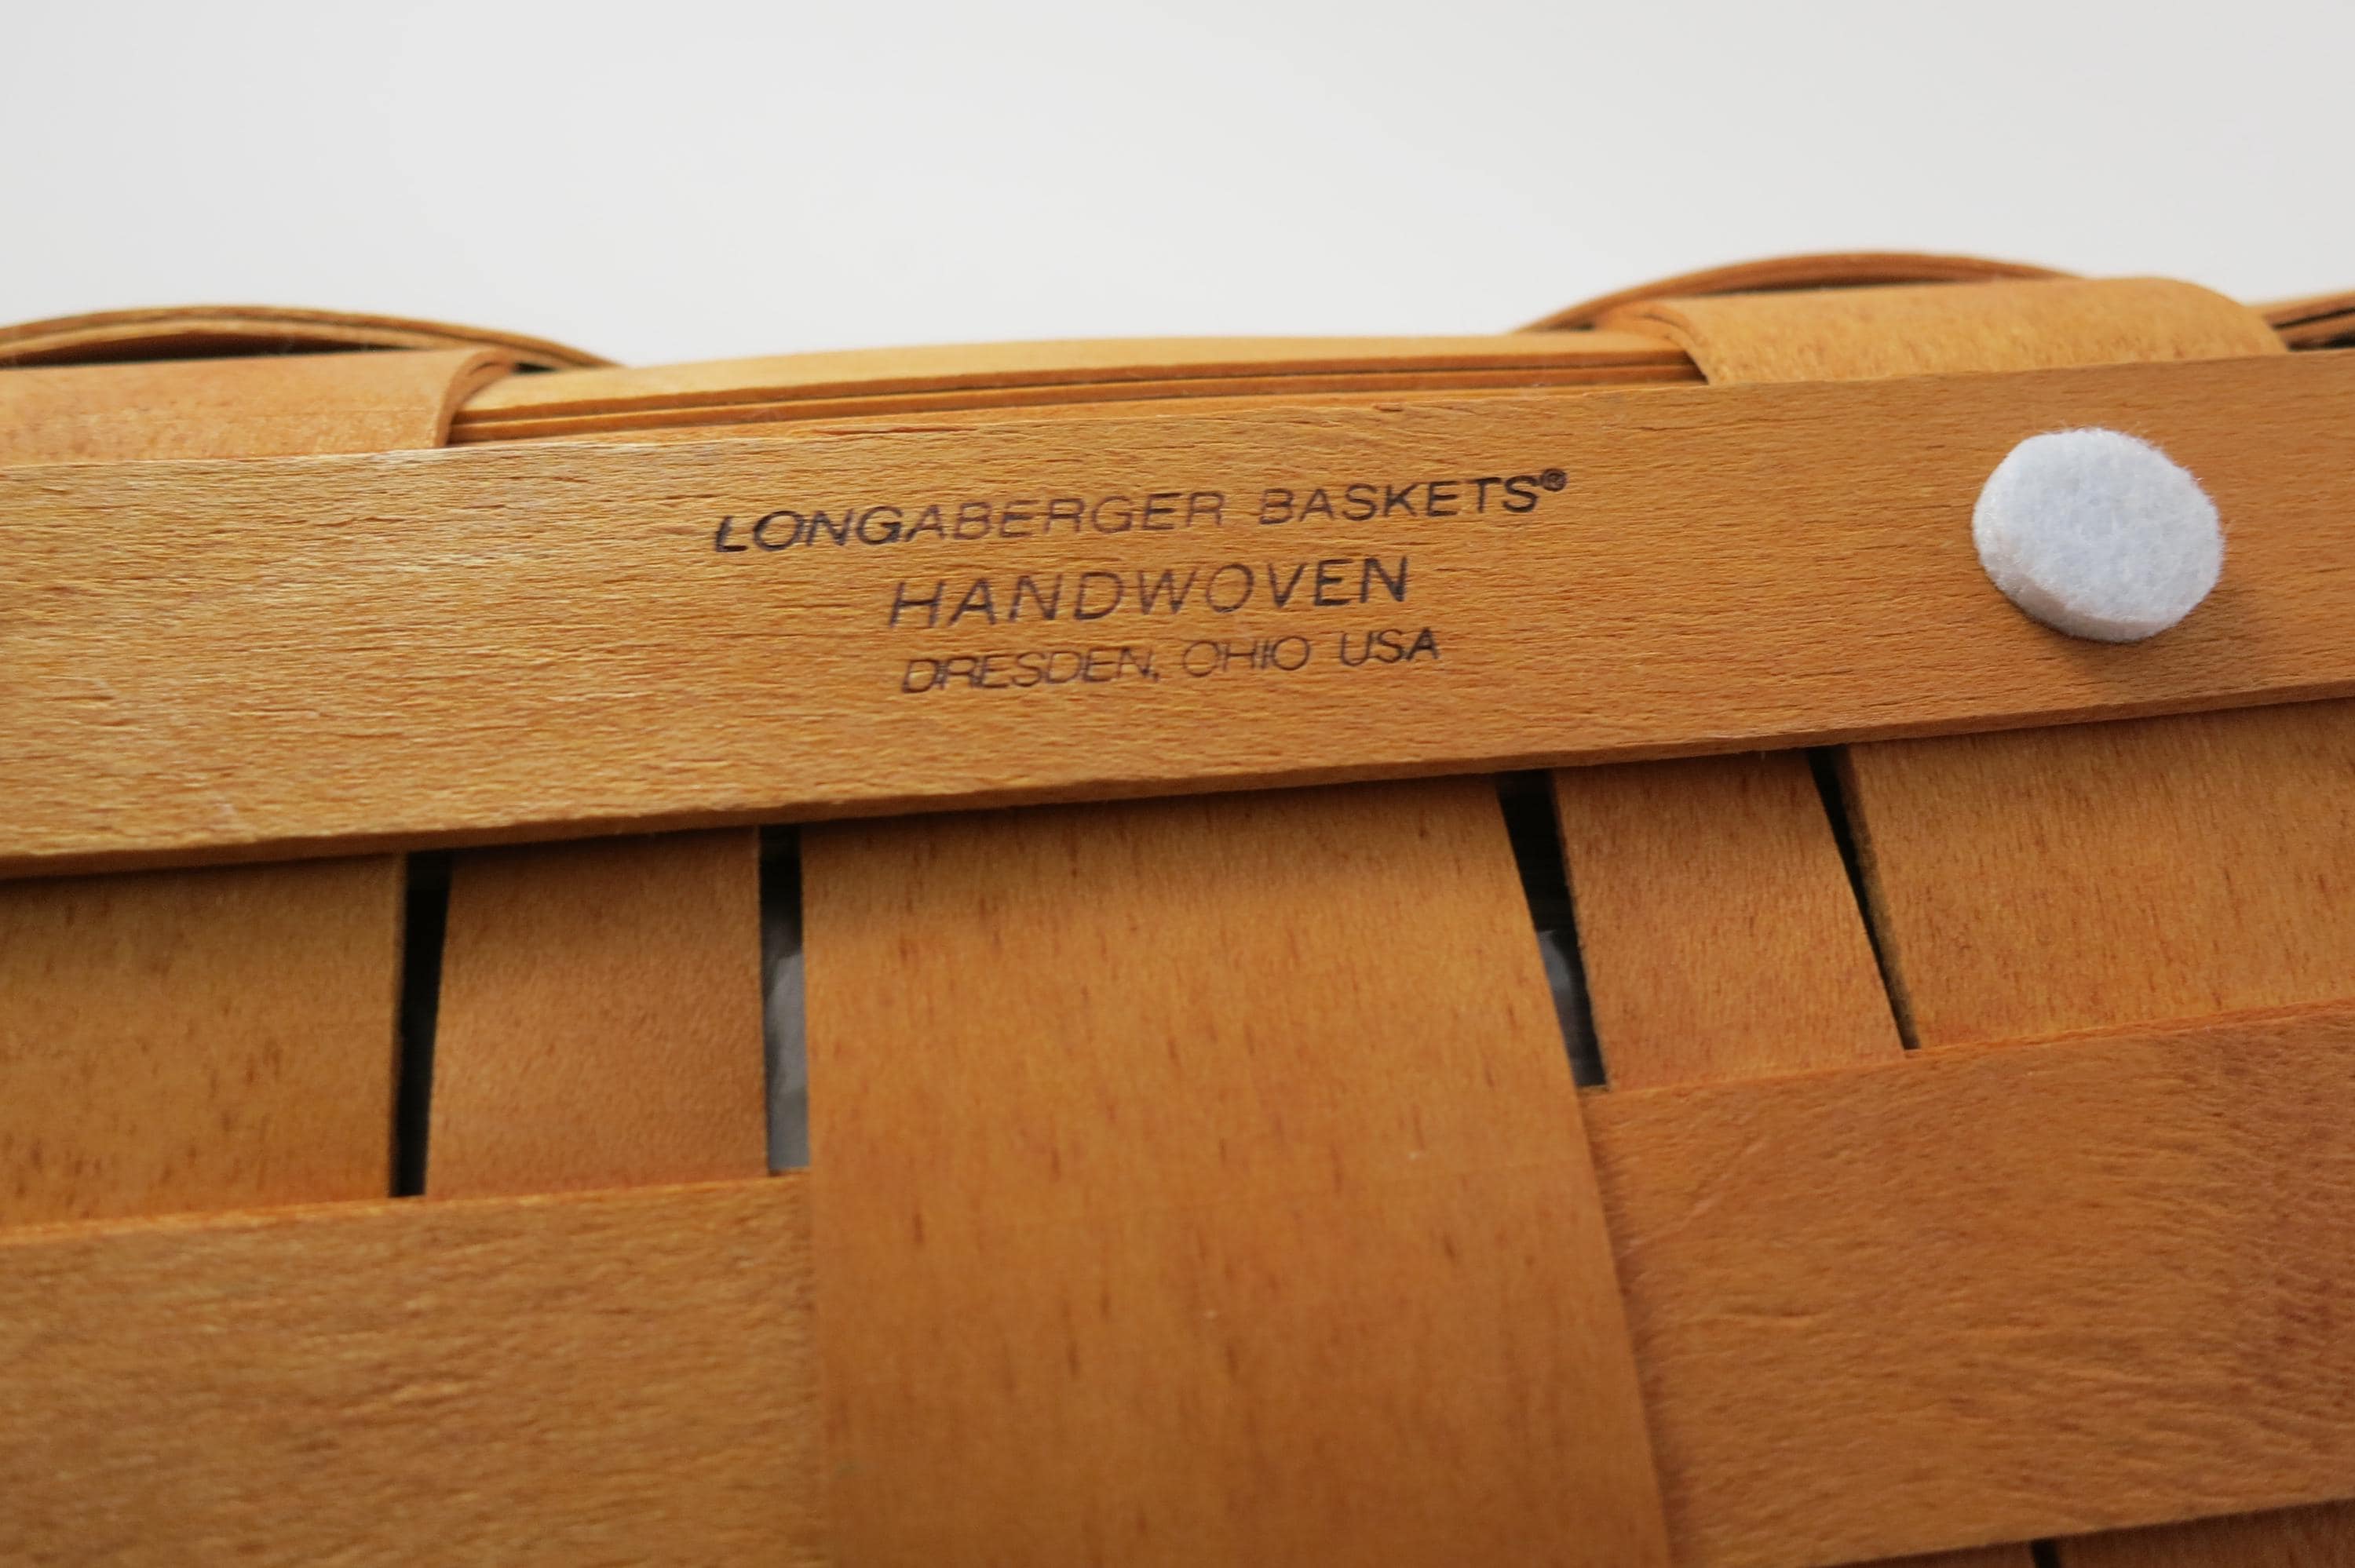 LONGABERGER BASKETS®
HANDWOVEN
DRESDEN, OHIO USA